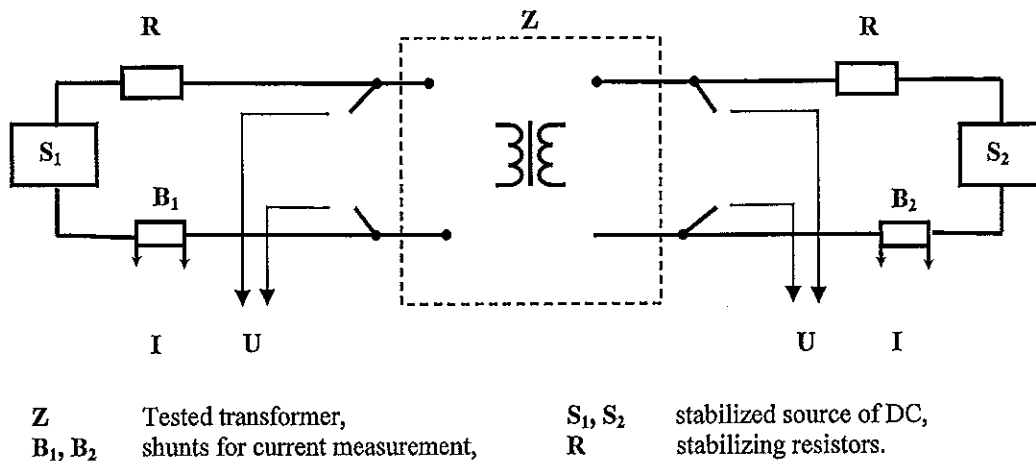 Z
R
R
S₁
S₂
B₁
B₂
I
U
U
I
Z Tested transformer,
S₁, S₂ stabilized source of DC,
B₁, B₂ shunts for current measurement,
R stabilizing resistors.